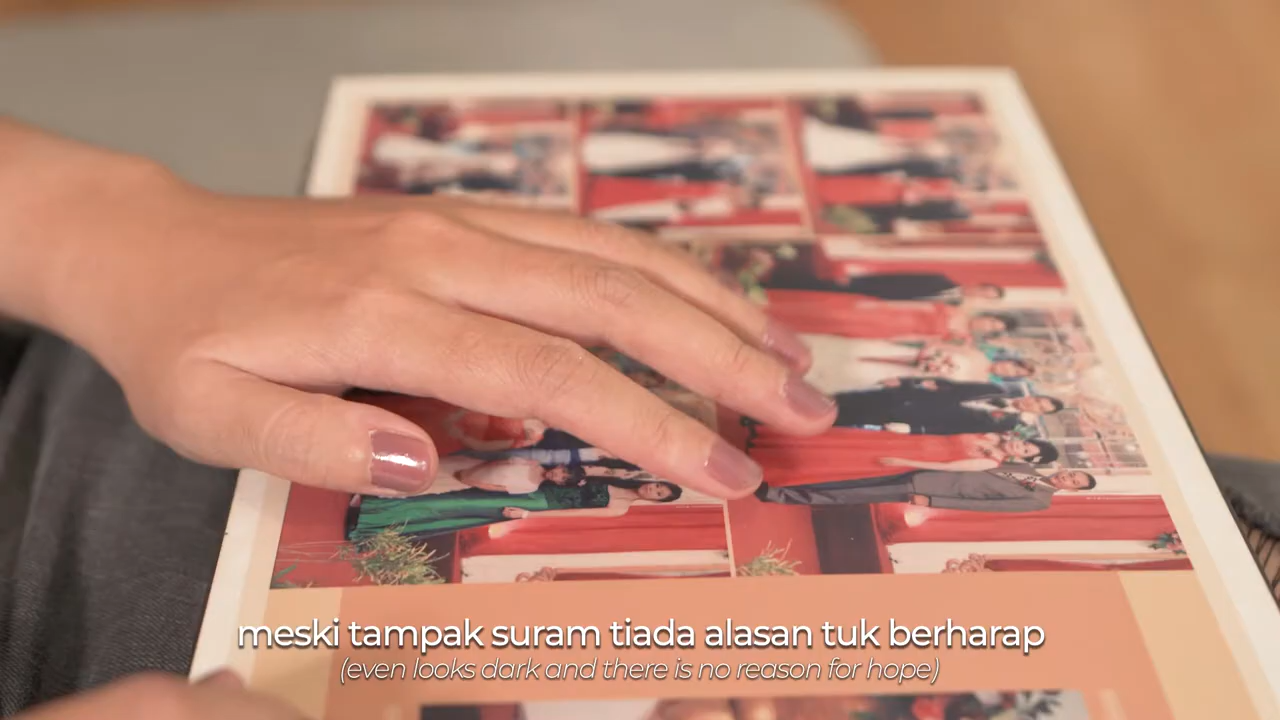 meski tampak suram tiada alasan tuk berharap
(even looks dark and there is no reason for hope)